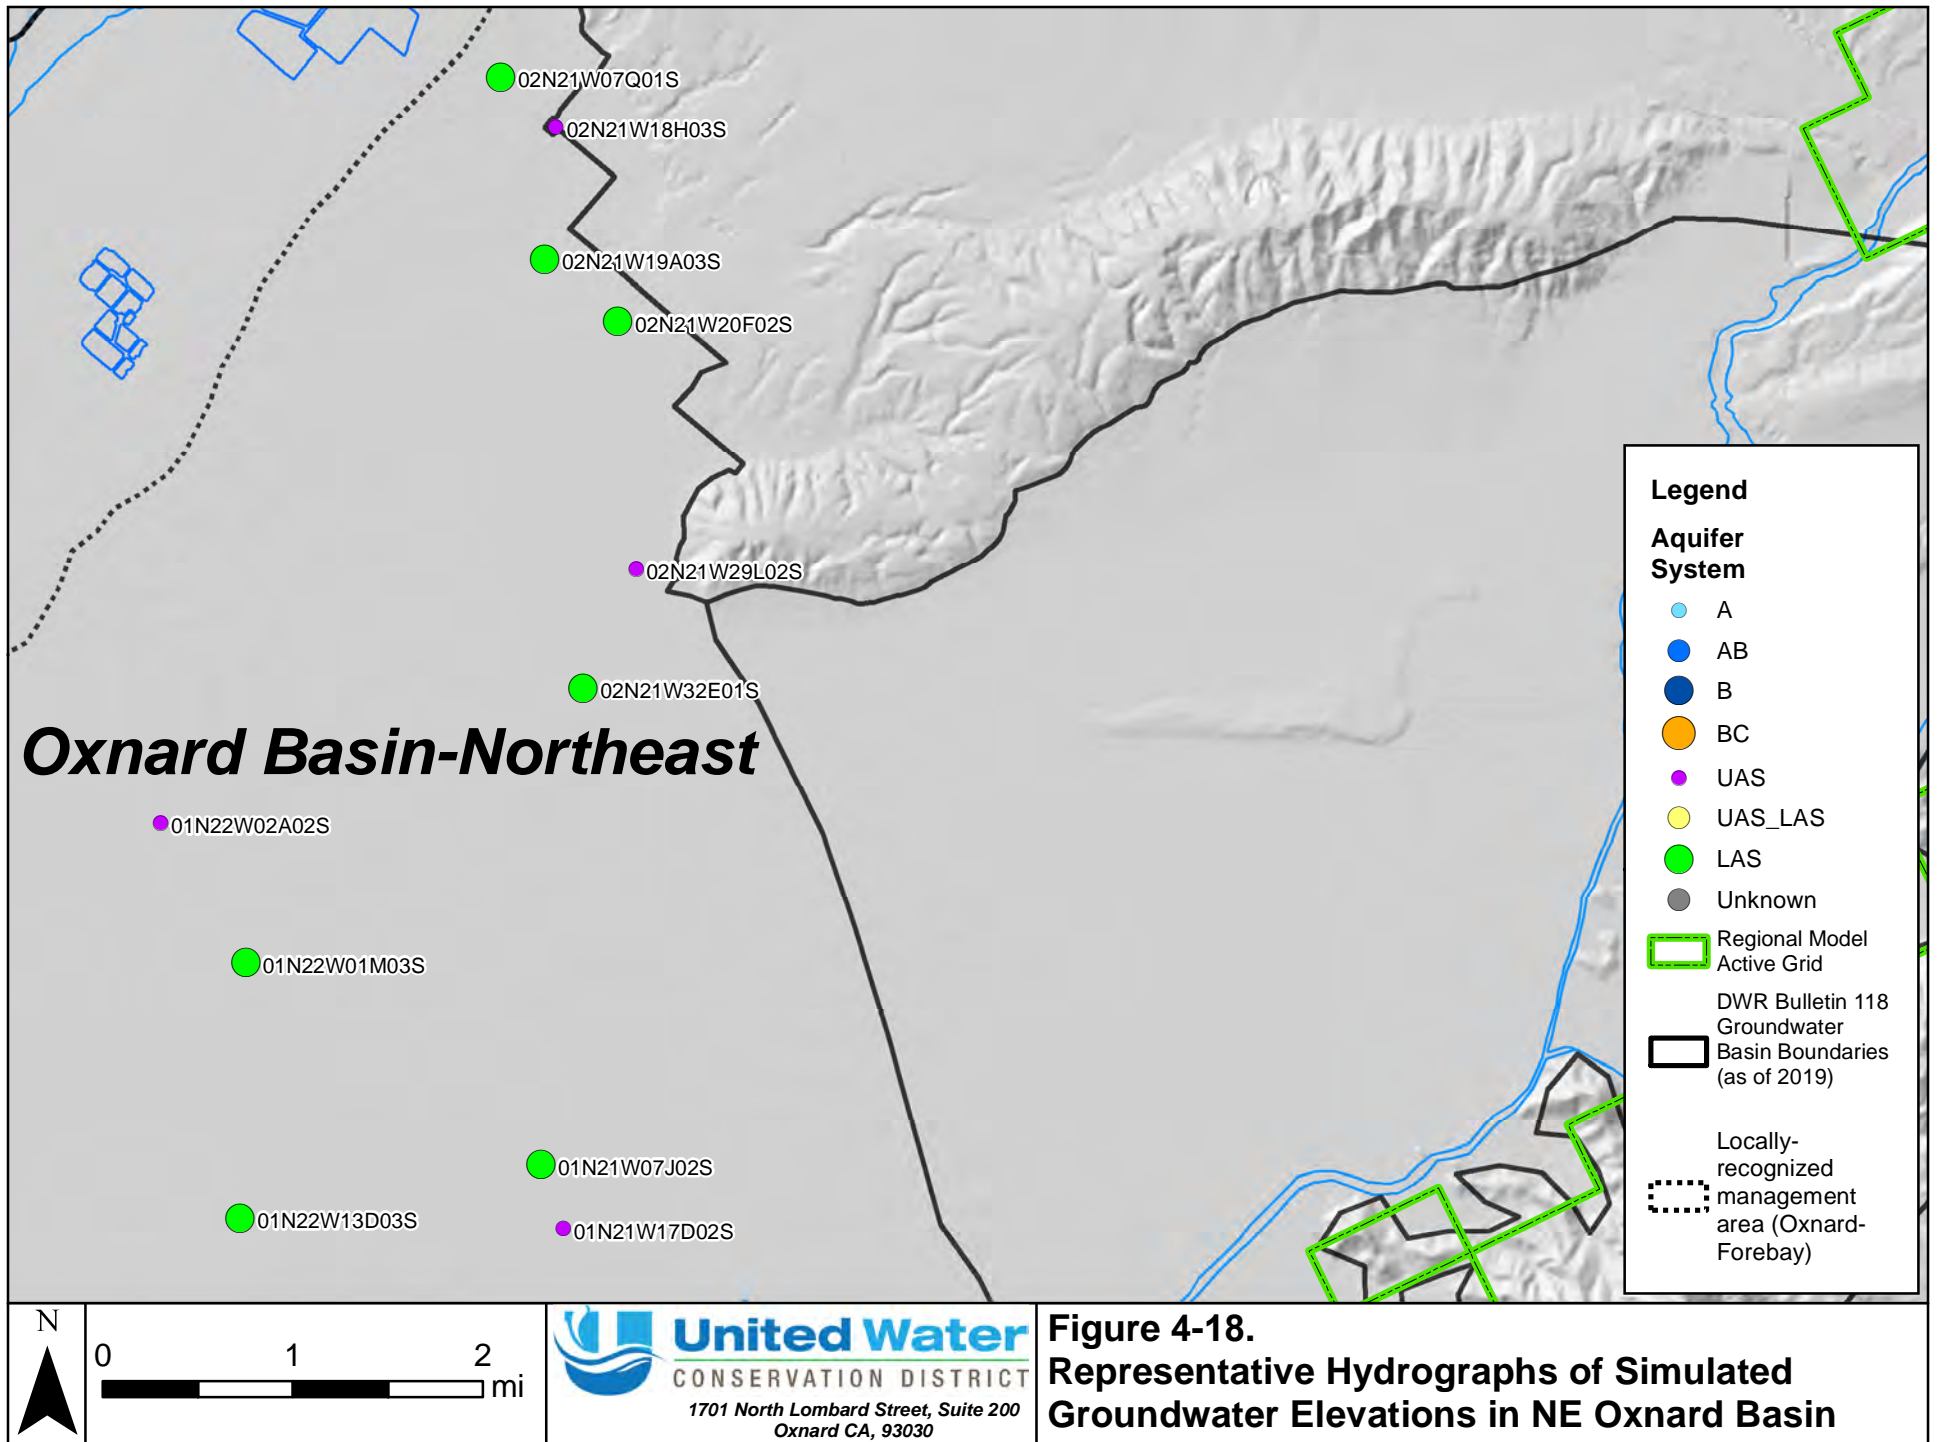 02N21W07Q01S
02N21W18H03S
02N21W19A03S
02N21W20F02S
02N21W29L02S
02N21W32E01S
Oxnard Basin-Northeast
01N22W02A02S
01N22W01M03S
01N21W07J02S
01N22W13D03S
01N21W17D02S
Legend
Aquifer
System
A
AB
B
BC
UAS
UAS_LAS
LAS
Unknown
Regional Model
Active Grid
DWR Bulletin 118
Groundwater
Basin Boundaries
(as of 2019)
Locally-
recognized
management
area (Oxnard-
Forebay)
N
0 1 2
mi
United Water
CONSERVATION DISTRICT
1701 North Lombard Street, Suite 200
Oxnard CA, 93030
Figure 4-18.
Representative Hydrographs of Simulated
Groundwater Elevations in NE Oxnard Basin